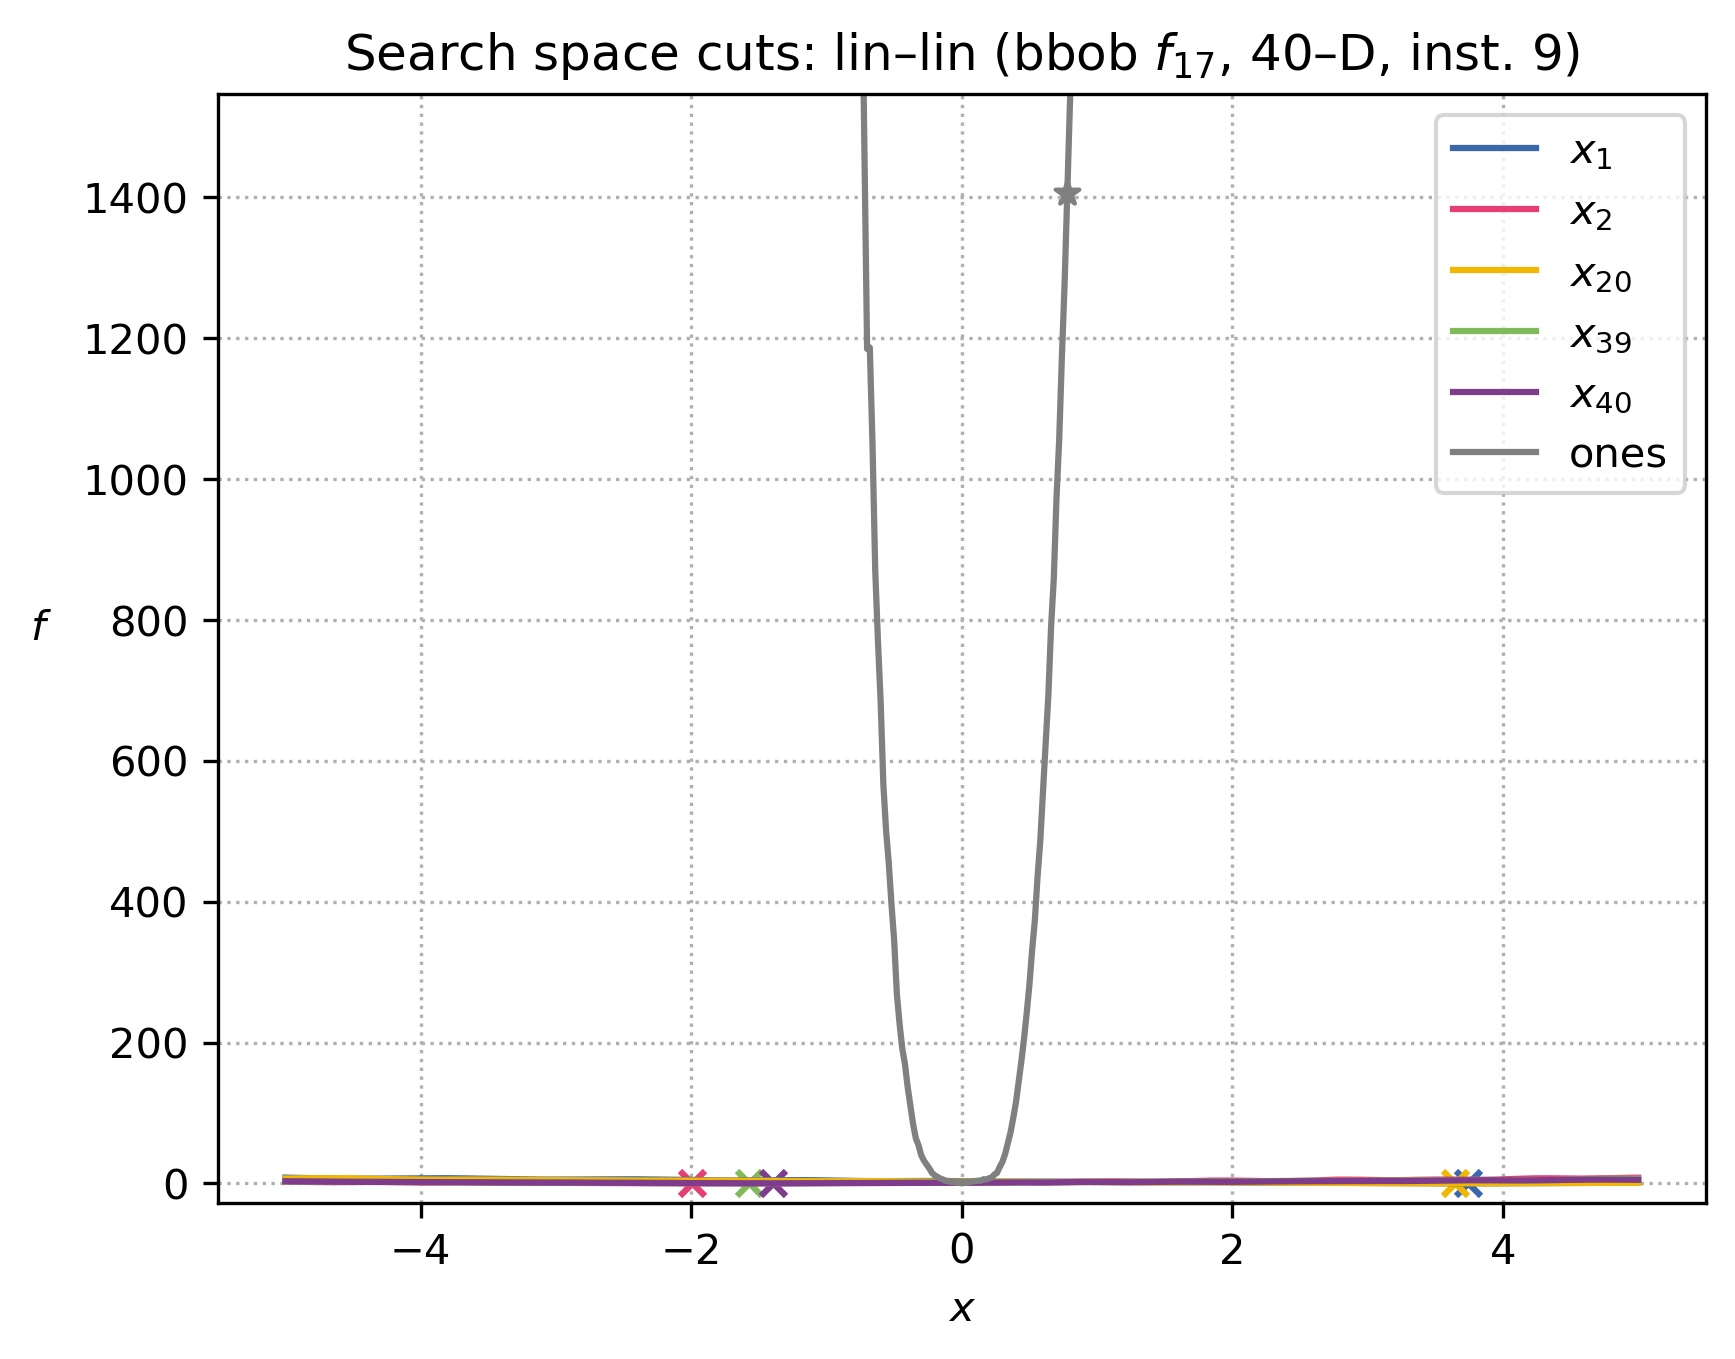 Search space cuts: lin–lin (bbob f₁₇, 40–D, inst. 9)
x₁
x₂
x₂₀
x₃₉
x₄₀
ones
1400
1200
1000
800
600
400
200
0
f
−4 −2 0 2 4
x